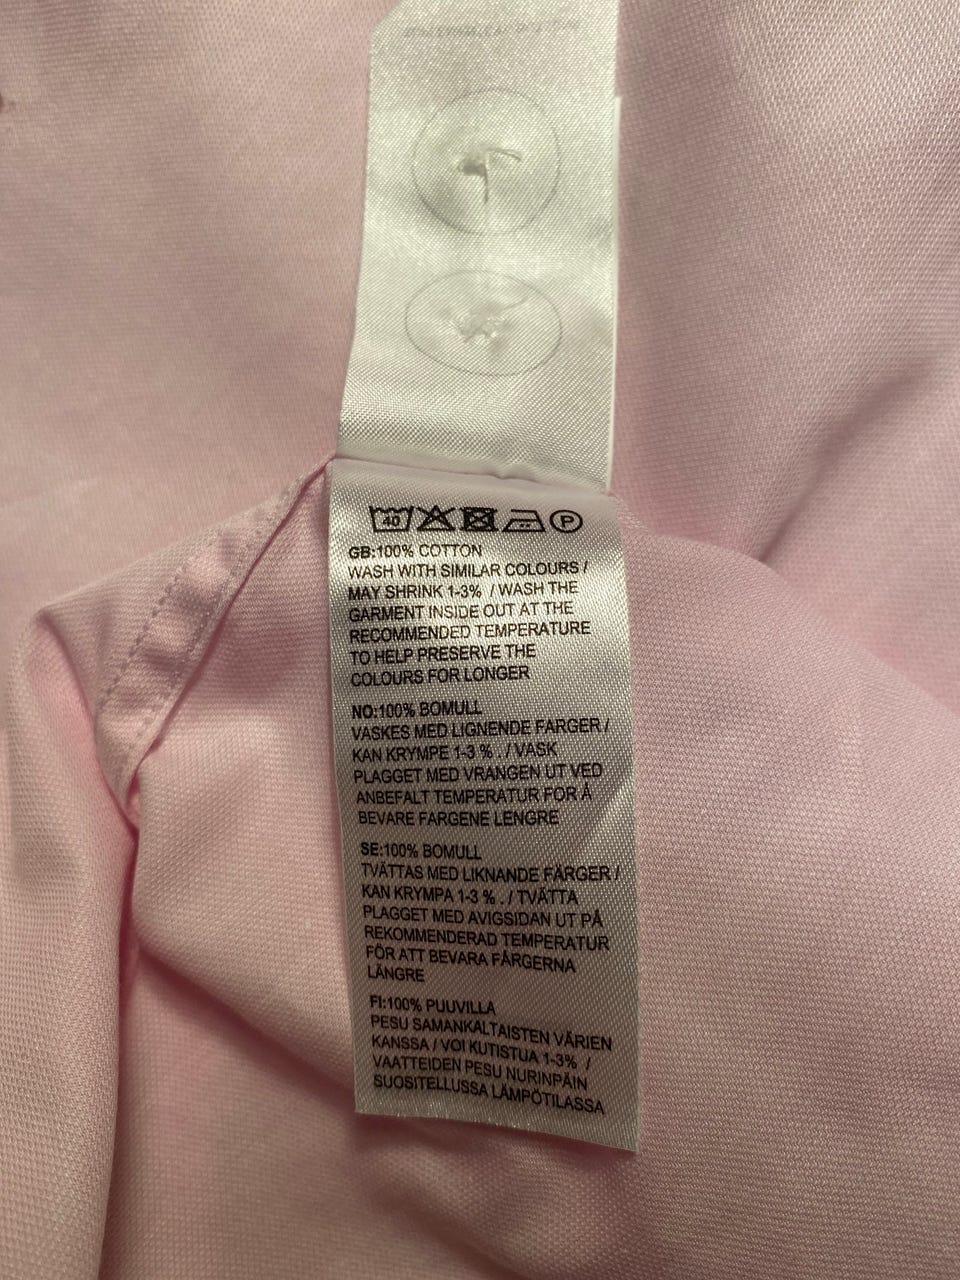 40 P
GB:100% COTTON
WASH WITH SIMILAR COLOURS /
MAY SHRINK 1-3% / WASH THE
GARMENT INSIDE OUT AT THE
RECOMMENDED TEMPERATURE
TO HELP PRESERVE THE
COLOURS FOR LONGER
NO:100% BOMULL
VASKES MED LIGNENDE FARGER /
KAN KRYMPE 1-3 % . / VASK
PLAGGET MED VRANGEN UT VED
ANBEFALT TEMPERATUR FOR Å
BEVARE FARGENE LENGRE
SE:100% BOMULL
TVÄTTAS MED LIKNANDE FÄRGER /
KAN KRYMPA 1-3 % . / TVÄTTA
PLAGGET MED AVIGSIDAN UT PÅ
REKOMMENDERAD TEMPERATUR
FÖR ATT BEVARA FÄRGERNA
LÄNGRE
FI:100% PUUVILLA
PESU SAMANKALTAISTEN VÄRIEN
KANSSA / VOI KUTISTUA 1-3% /
VAATTEIDEN PESU NURINPÄIN
SUOSITELLUSSA LÄMPÖTILASSA